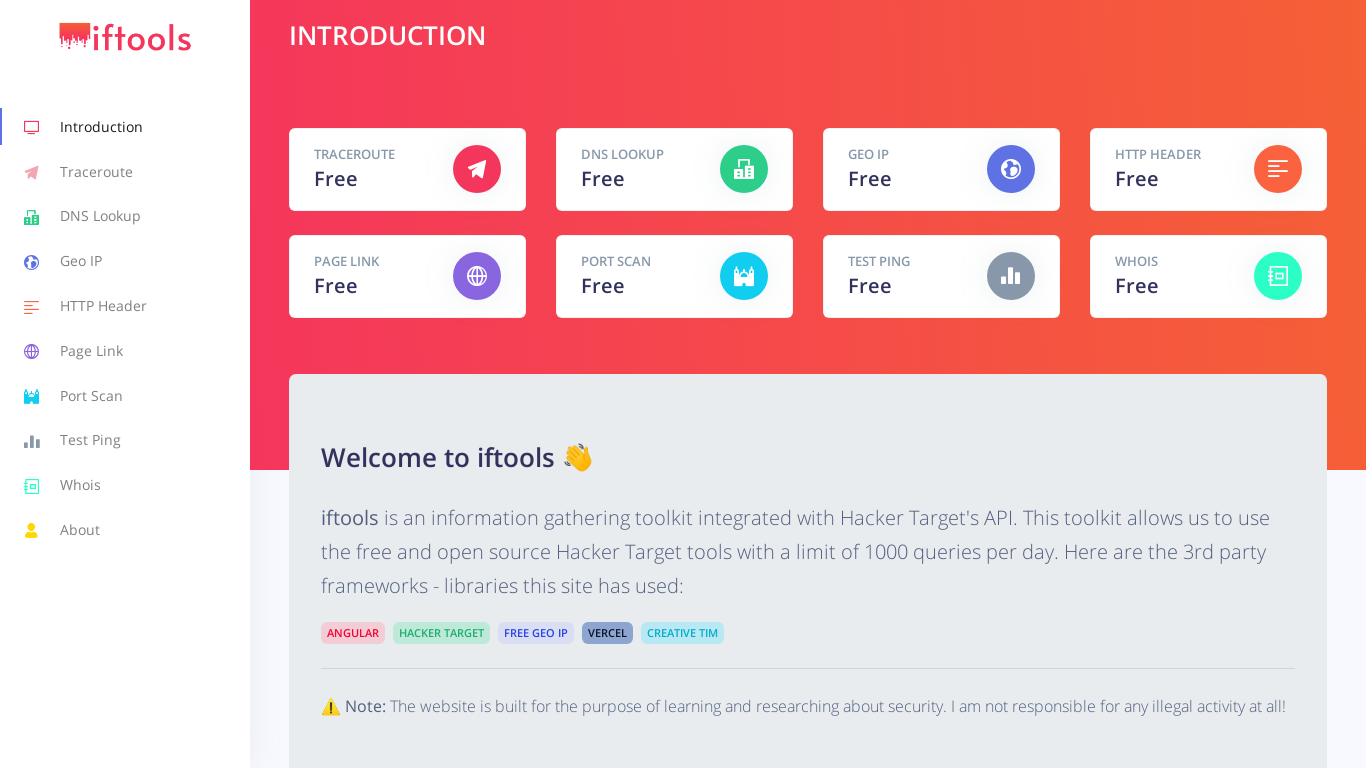 iftools
Introduction
Traceroute
DNS Lookup
Geo IP
HTTP Header
Page Link
Port Scan
Test Ping
Whois
About
INTRODUCTION
TRACEROUTE
Free
DNS LOOKUP
Free
GEO IP
Free
HTTP HEADER
Free
PAGE LINK
Free
PORT SCAN
Free
TEST PING
Free
WHOIS
Free
Welcome to iftools 👋
iftools is an information gathering toolkit integrated with Hacker Target's API. This toolkit allows us to use
the free and open source Hacker Target tools with a limit of 1000 queries per day. Here are the 3rd party
frameworks - libraries this site has used:
ANGULAR HACKER TARGET FREE GEO IP VERCEL CREATIVE TIM
⚠️ Note: The website is built for the purpose of learning and researching about security. I am not responsible for any illegal activity at all!